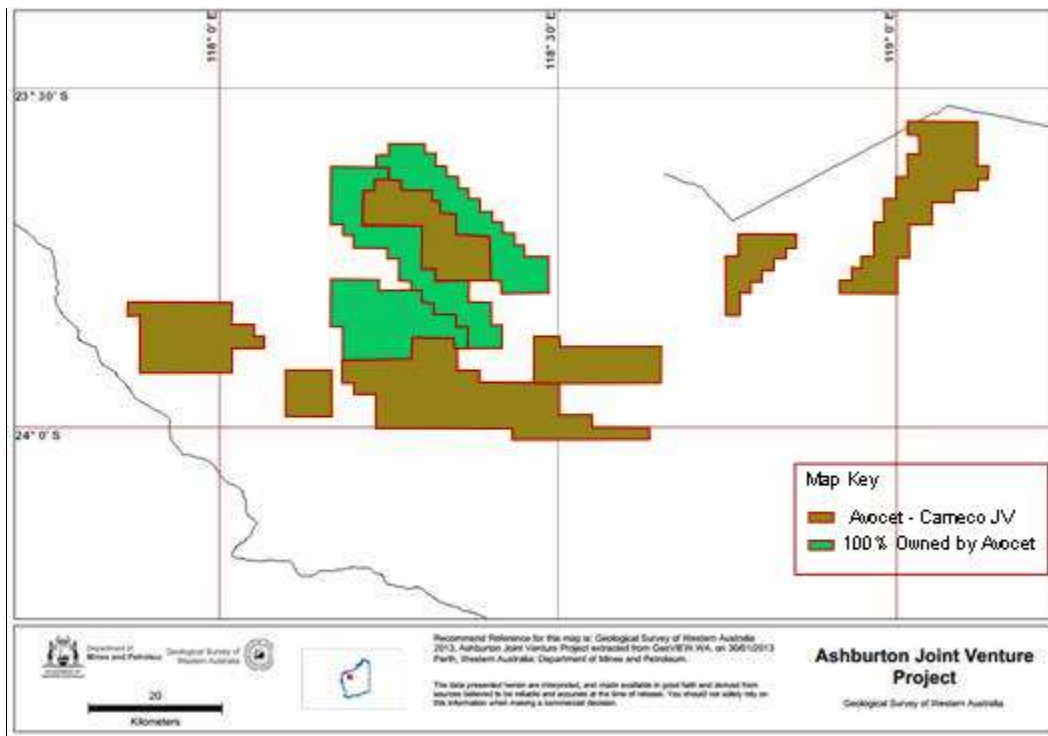 118° 0' E
118° 30' E
119° 0' E
23° 30' S
24° 0' S
Map Key
Avocet - Cameco JV
100% Owned by Avocet
Department of
Mines and Petroleum
Geological Survey of
Western Australia
20
Kilometers
Recommend Reference for this map is: Geological Survey of Western Australia
2013, Ashburton Joint Venture Project extracted from GeoVIEW.WA, on 30/01/2013
Perth, Western Australia: Department of Mines and Petroleum.
The data presented herein are interpreted, and made available in good faith and derived from
sources believed to be reliable and accurate at the time of release. You should not solely rely on
this information when making a commercial decision.
Ashburton Joint Venture
Project
Geological Survey of Western Australia